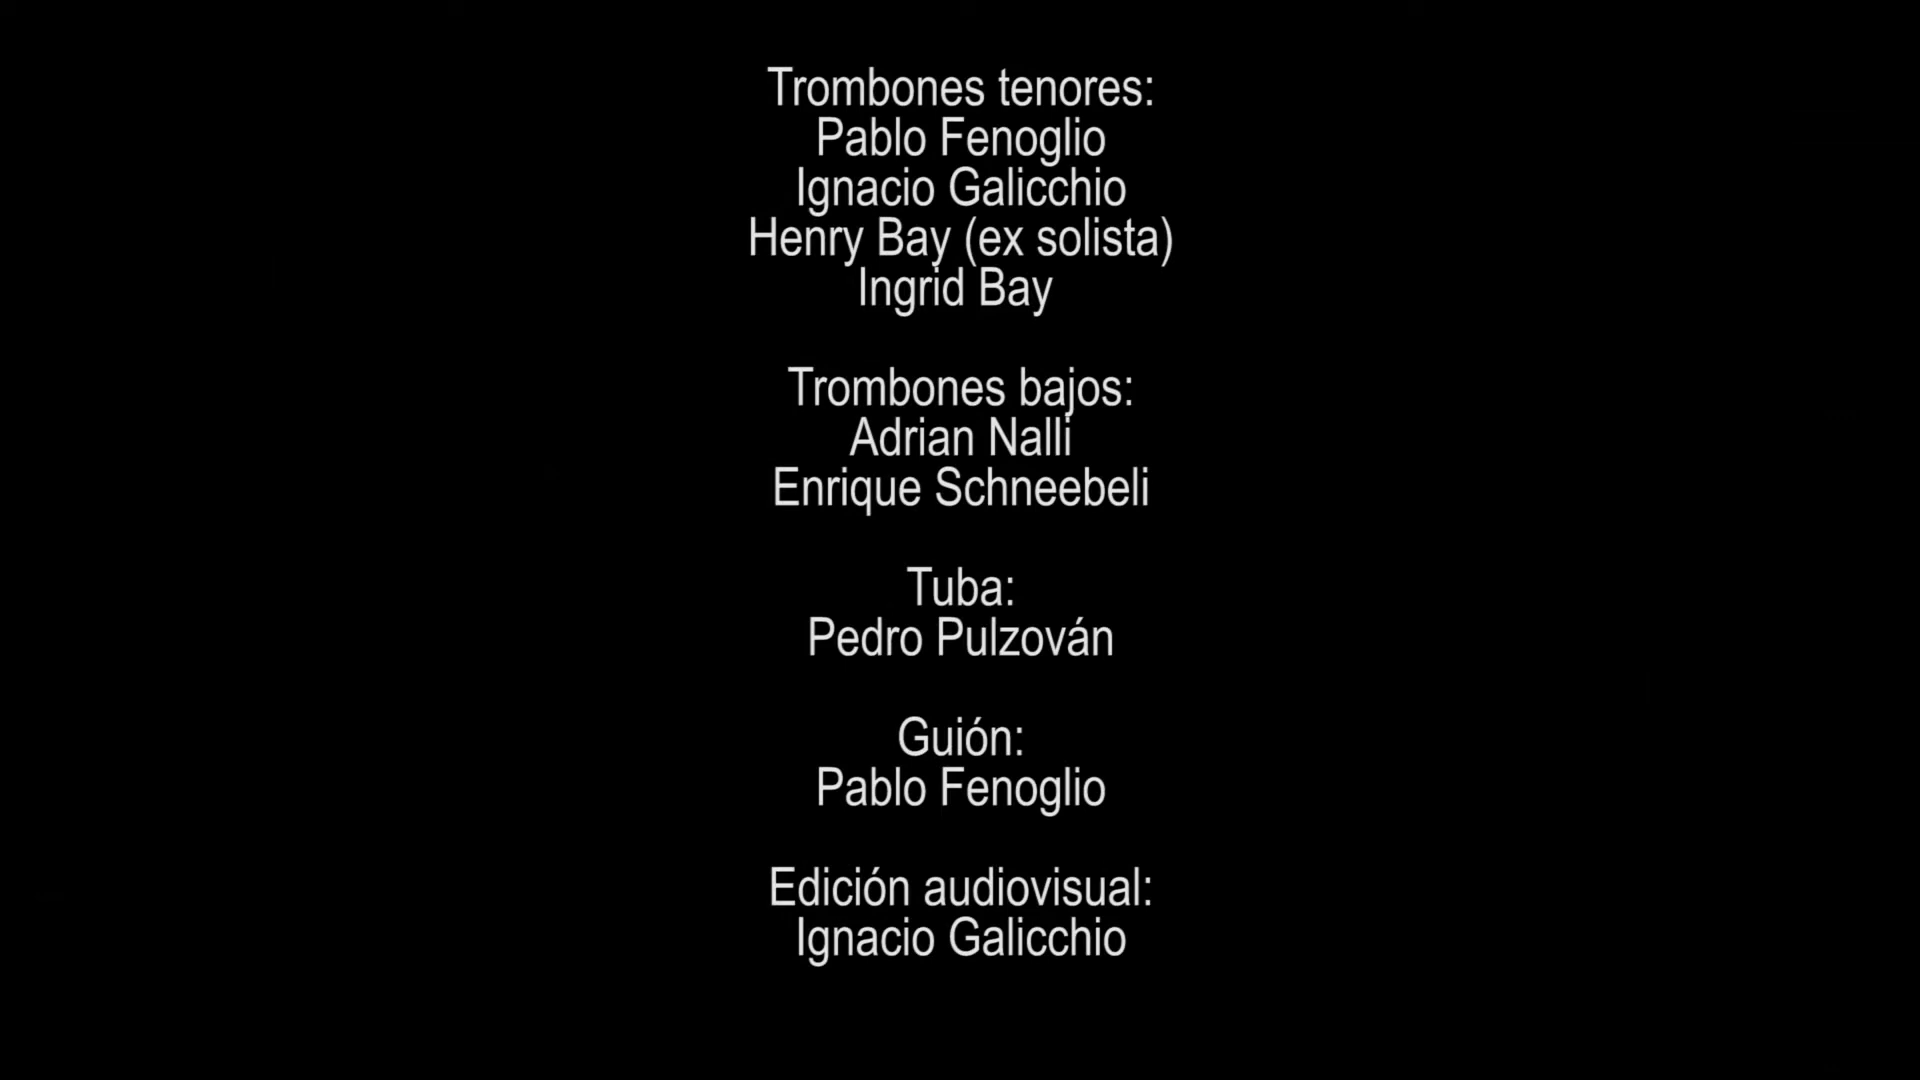 Trombones tenores:
Pablo Fenoglio
Ignacio Galicchio
Henry Bay (ex solista)
Ingrid Bay
Trombones bajos:
Adrian Nalli
Enrique Schneebeli
Tuba:
Pedro Pulzován
Guión:
Pablo Fenoglio
Edición audiovisual:
Ignacio Galicchio